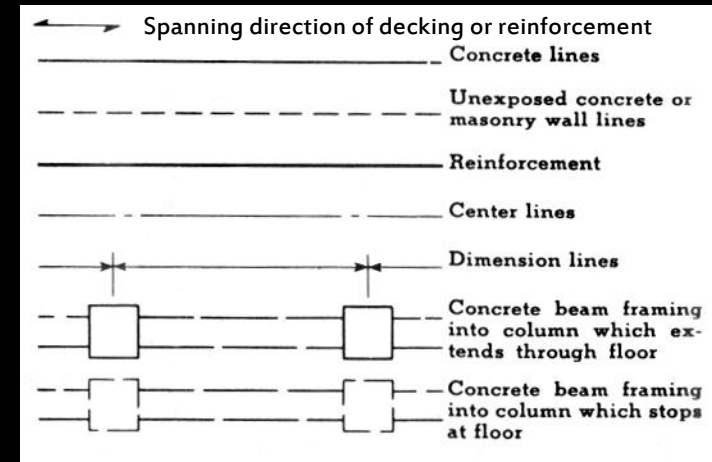 Spanning direction of decking or reinforcement
Concrete lines
Unexposed concrete or
masonry wall lines
Reinforcement
Center lines
Dimension lines
Concrete beam framing
into column which ex-
tends through floor
Concrete beam framing
into column which stops
at floor